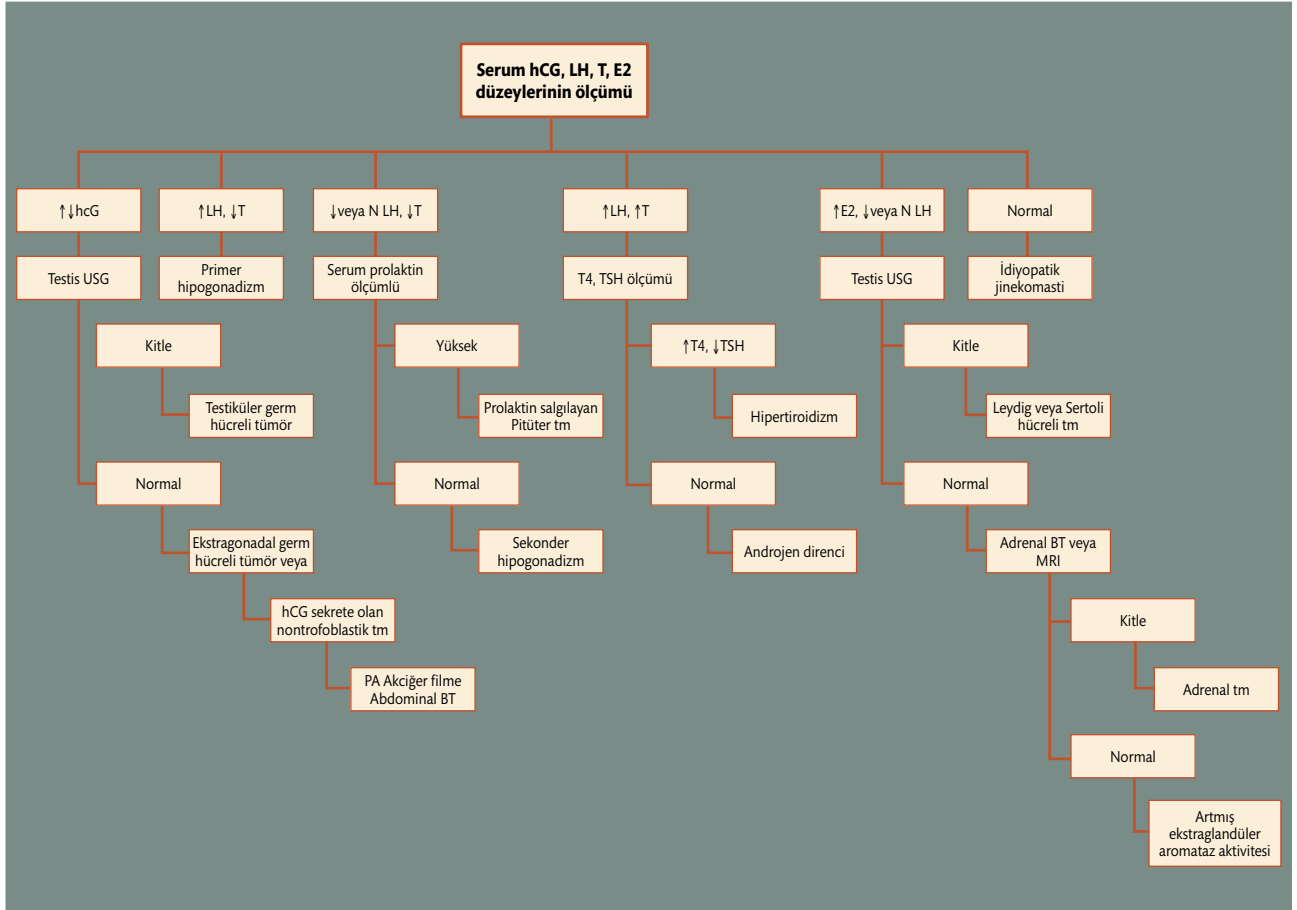 Serum hCG, LH, T, E2
düzeylerinin ölçümü
↑↓hcG
↑LH, ↓T
↓veya N LH, ↓T
↑LH, ↑T
↑E2, ↓veya N LH
Normal
Testis USG
Primer
hipogonadizm
Serum prolaktin
ölçümlü
T4, TSH ölçümü
Testis USG
İdiyopatik
jinekomasti
Kitle
Yüksek
↑T4, ↓TSH
Kitle
Testiküler germ
hücreli tümör
Prolaktin salgılayan
Pitüter tm
Hipertiroidizm
Leydig veya Sertoli
hücreli tm
Normal
Normal
Normal
Normal
Ekstragonadal germ
hücreli tümör veya
Sekonder
hipogonadizm
Androjen direnci
Adrenal BT veya
MRI
hCG sekrete olan
nontrofoblastik tm
Kitle
PA Akciğer filme
Abdominal BT
Adrenal tm
Normal
Artmış
ekstraglandüler
aromataz aktivitesi